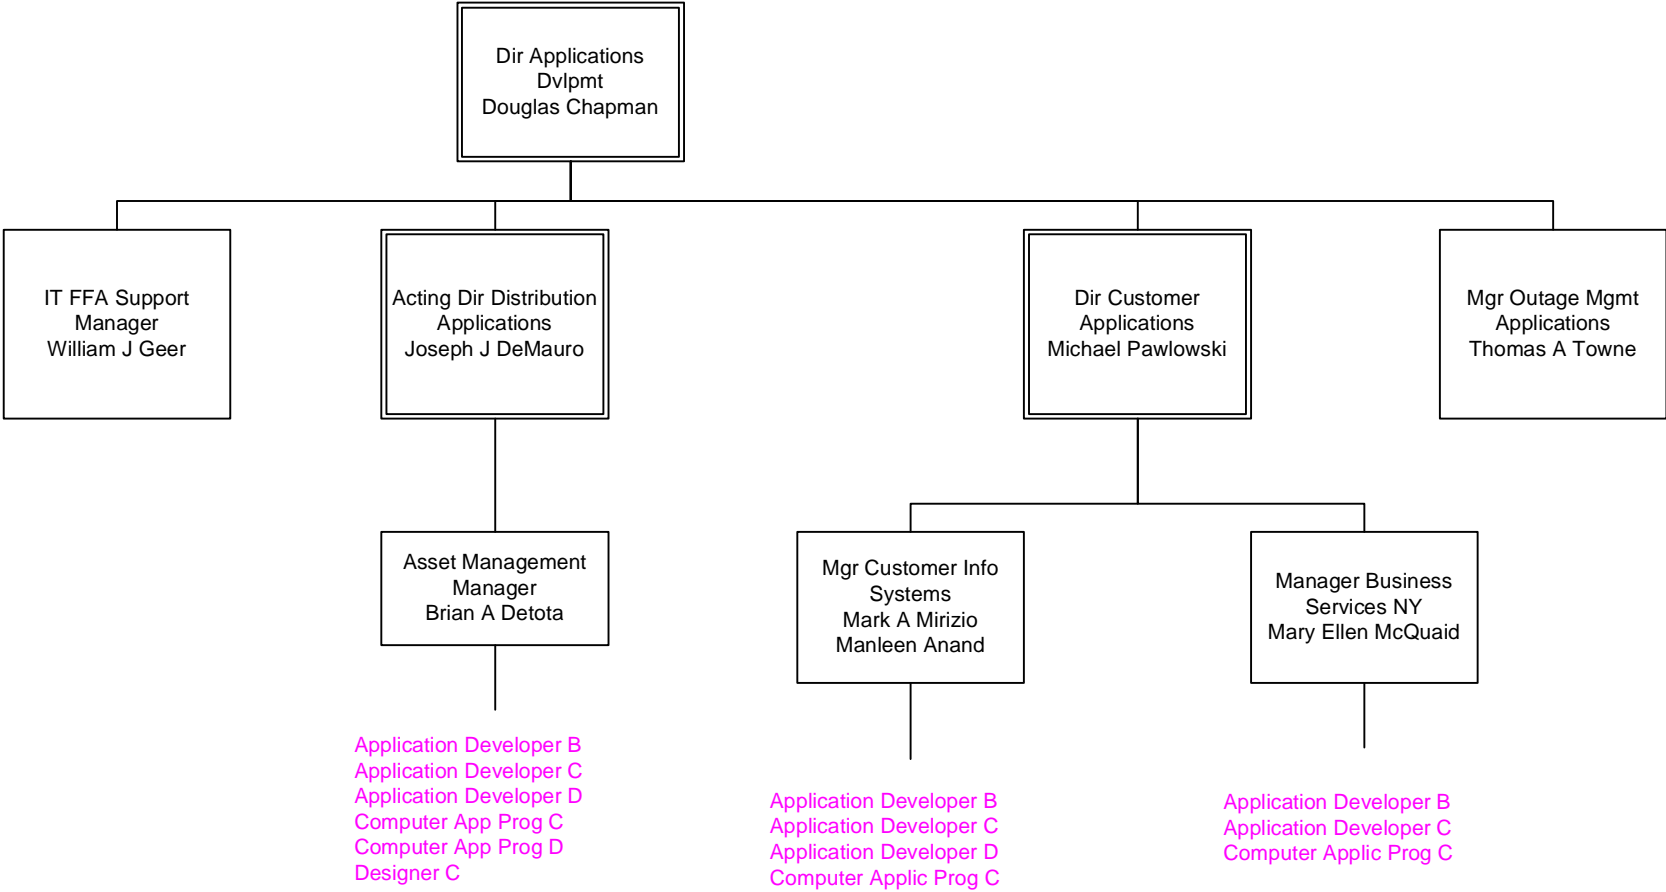 Dir Applications
Dvlpmt
Douglas Chapman
IT FFA Support
Manager
William J Geer
Acting Dir Distribution
Applications
Joseph J DeMauro
Dir Customer
Applications
Michael Pawlowski
Mgr Outage Mgmt
Applications
Thomas A Towne
Asset Management
Manager
Brian A Detota
Mgr Customer Info
Systems
Mark A Mirizio
Manleen Anand
Manager Business
Services NY
Mary Ellen McQuaid
Application Developer B
Application Developer C
Application Developer D
Computer App Prog C
Computer App Prog D
Designer C
Application Developer B
Application Developer C
Application Developer D
Computer Applic Prog C
Application Developer B
Application Developer C
Computer Applic Prog C